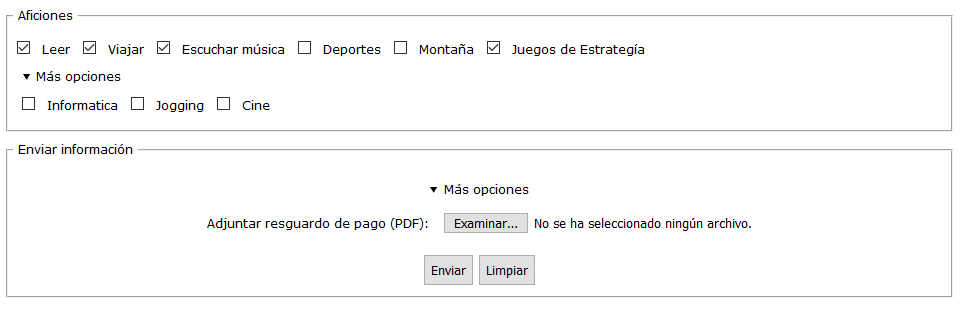 Aficiones
Leer Viajar Escuchar música Deportes Montaña Juegos de Estrategía
Más opciones
Informatica Jogging Cine
Enviar información
Más opciones
Adjuntar resguardo de pago (PDF): Examinar... No se ha seleccionado ningún archivo.
Enviar Limpiar